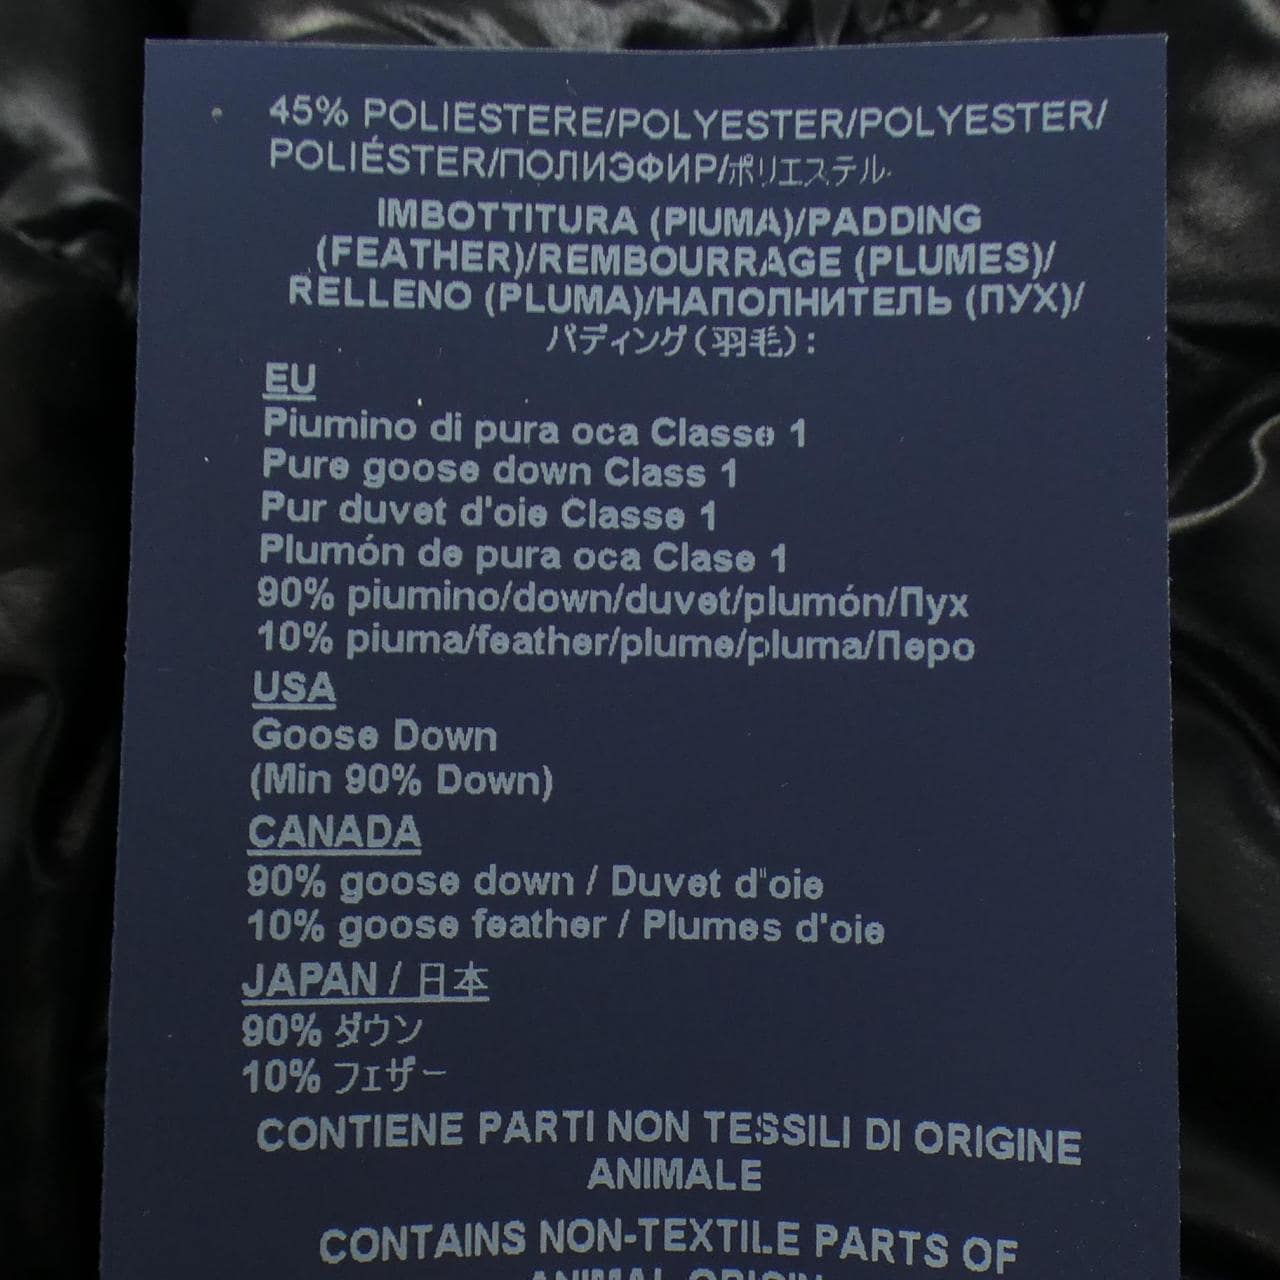 45% POLIESTERE/POLYESTER/POLYESTER/
POLIÉSTER/ПОЛИЭФИР/ポリエステル
IMBOTTITURA (PIUMA)/PADDING
(FEATHER)/REMBOURRAGE (PLUMES)/
RELLENO (PLUMA)/НАПОЛНИТЕЛЬ (ПУХ)/
パディング(羽毛):
EU
Piumino di pura oca Classe 1
Pure goose down Class 1
Pur duvet d'oie Classe 1
Plumón de pura oca Clase 1
90% piumino/down/duvet/plumón/Пух
10% piuma/feather/plume/pluma/Перо
USA
Goose Down
(Min 90% Down)
CANADA
90% goose down / Duvet d"oie
10% goose feather / Plumes d'oie
JAPAN / 日本
90% ダウン
10% フェザー
CONTIENE PARTI NON TESSILI DI ORIGINE
ANIMALE
CONTAINS NON-TEXTILE PARTS OF
ANIMAL ORIGIN